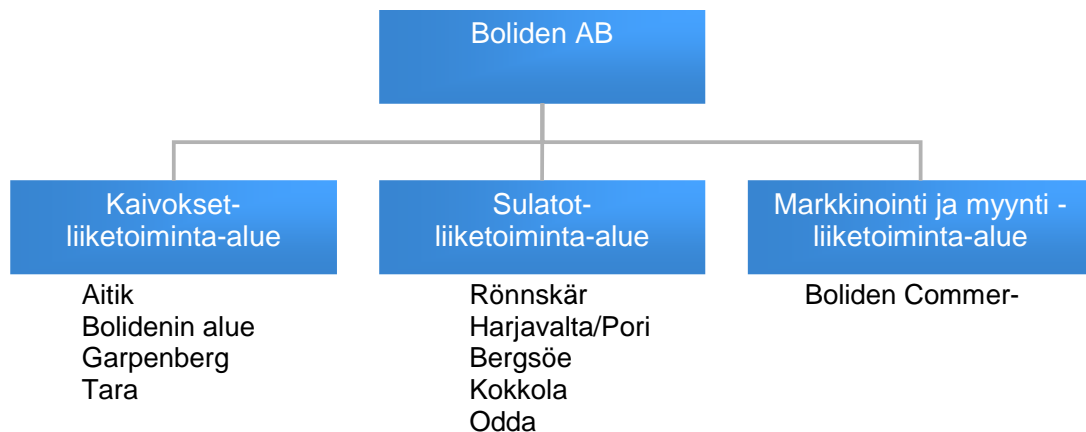 Boliden AB
Kaivokset-
liiketoiminta-alue
Aitik
Bolidenin alue
Garpenberg
Tara
Sulatot-
liiketoiminta-alue
Rönnskär
Harjavalta/Pori
Bergsöe
Kokkola
Odda
Markkinointi ja myynti -
liiketoiminta-alue
Boliden Commer-